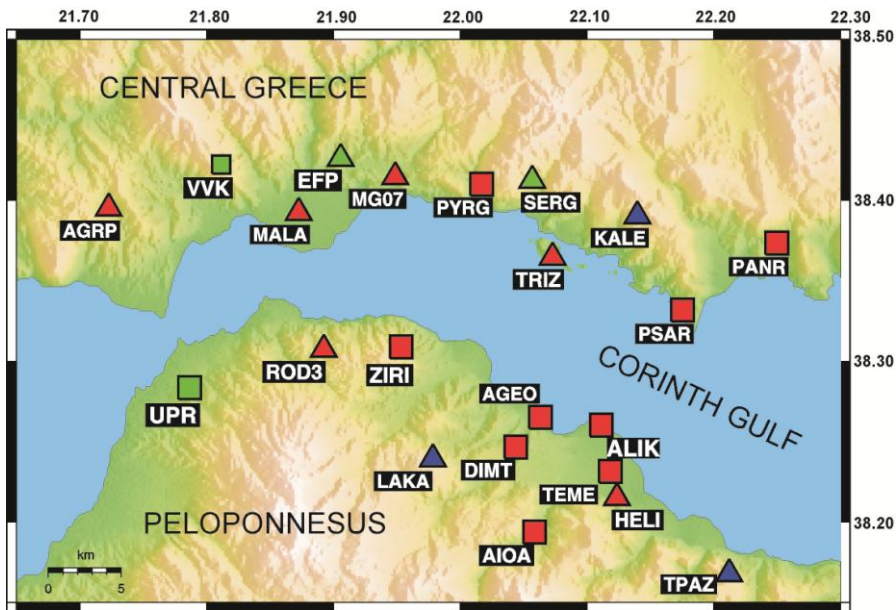 21.70 21.80 21.90 22.00 22.10 22.20 22.30
38.50
CENTRAL GREECE
VVK
EFP
MG07
PYRG
SERG
38.40
AGRP
MALA
KALE
TRIZ
PANR
PSAR
38.30
ROD3
ZIRI
CORINTH GULF
UPR
AGEO
ALIK
DIMT
LAKA
TEME
HELI
PELOPONNESUS
38.20
AIOA
km
0 5
TPAZ